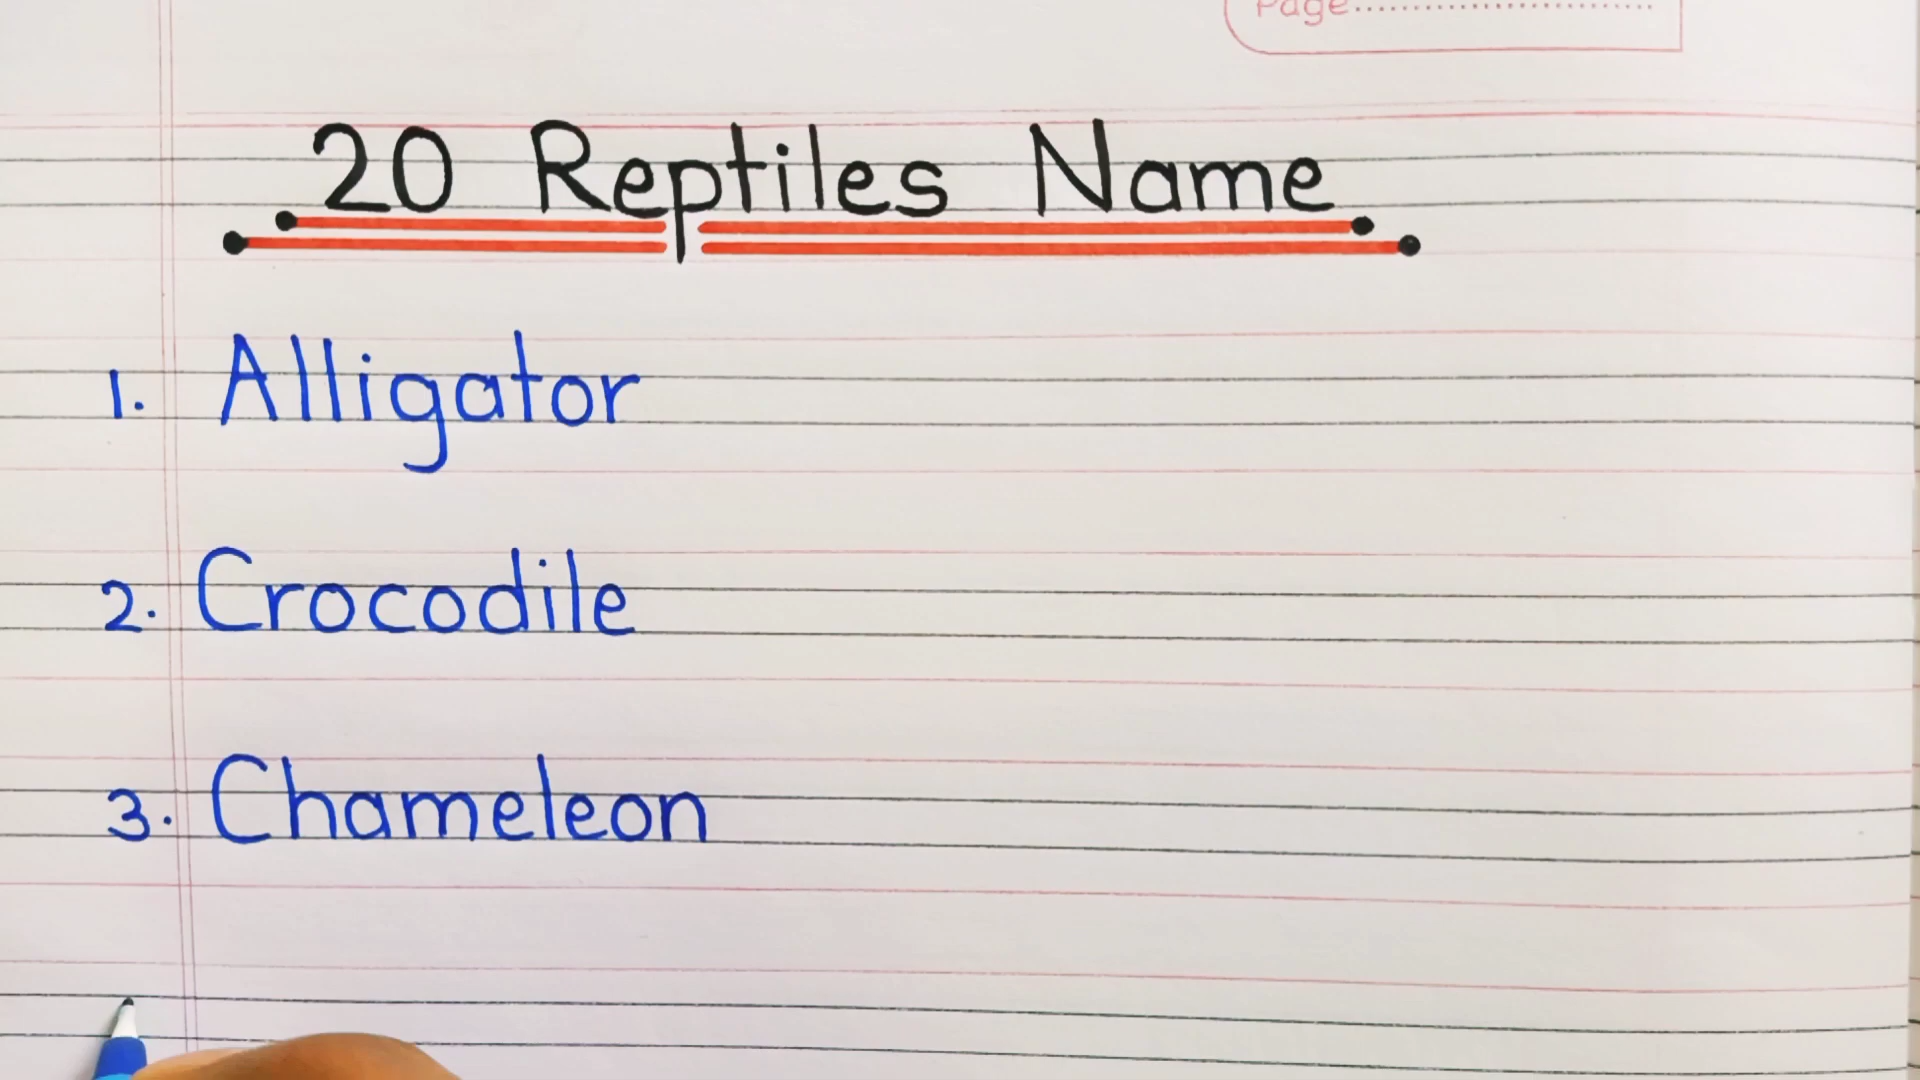 Page..............................
20 Reptiles Name
1. Alligator
2. Crocodile
3. Chameleon